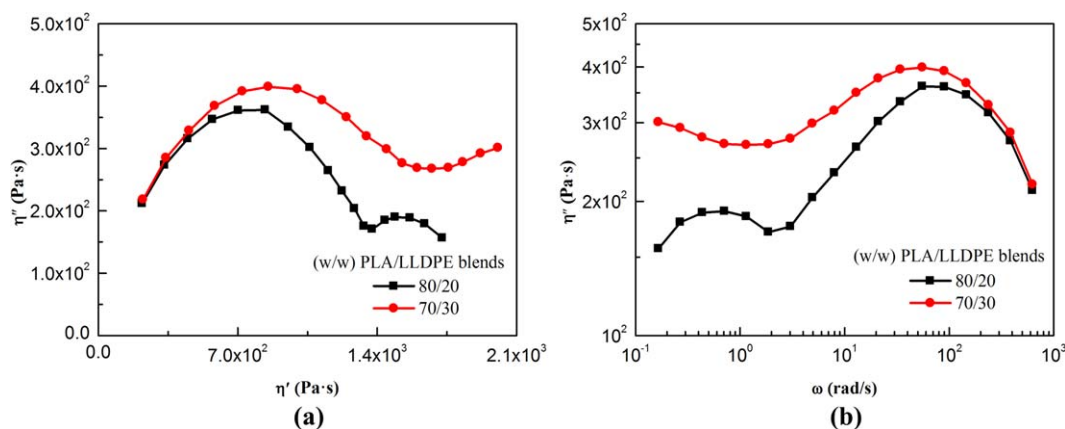 5.0x10²
4.0x10²
3.0x10²
2.0x10²
1.0x10²
0.0
η″ (Pa·s)
(w/w) PLA/LLDPE blends
80/20
70/30
0.0
7.0x10²
1.4x10³
2.1x10³
η′ (Pa·s)
(a)
5x10²
4x10²
3x10²
2x10²
10²
η″ (Pa·s)
(w/w) PLA/LLDPE blends
80/20
70/30
10⁻¹
10⁰
10¹
10²
10³
ω (rad/s)
(b)